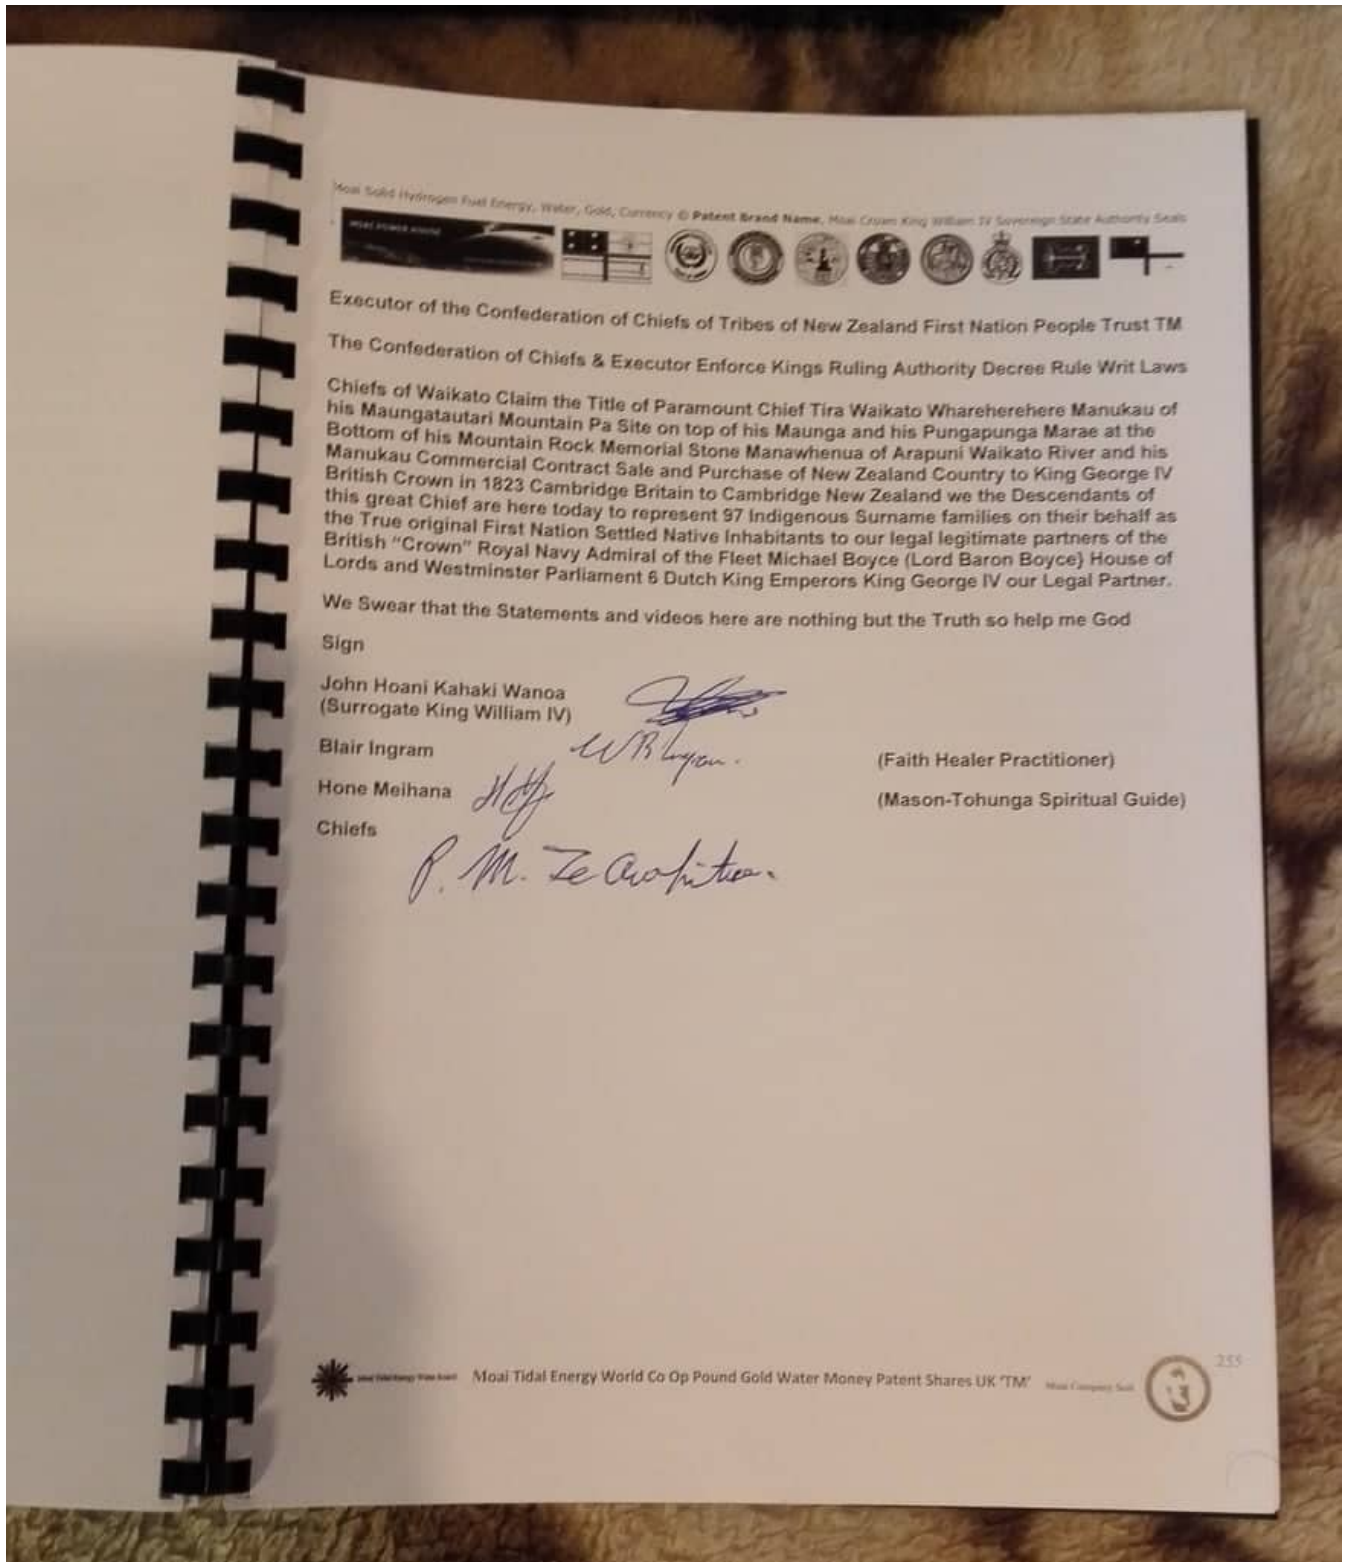 Moai Solid Hydrogen Fuel Energy, Water, Gold, Currency © Patent Brand Name, Moai Crown King William IV Sovereign State Authority Seals
MOAI POWER HOUSE
Executor of the Confederation of Chiefs of Tribes of New Zealand First Nation People Trust TM
The Confederation of Chiefs & Executor Enforce Kings Ruling Authority Decree Rule Writ Laws
Chiefs of Waikato Claim the Title of Paramount Chief Tira Waikato Whareherehere Manukau of
his Maungatautari Mountain Pa Site on top of his Maunga and his Pungapunga Marae at the
Bottom of his Mountain Rock Memorial Stone Manawhenua of Arapuni Waikato River and his
Manukau Commercial Contract Sale and Purchase of New Zealand Country to King George IV
British Crown in 1823 Cambridge Britain to Cambridge New Zealand we the Descendants of
this great Chief are here today to represent 97 Indigenous Surname families on their behalf as
the True original First Nation Settled Native Inhabitants to our legal legitimate partners of the
British "Crown" Royal Navy Admiral of the Fleet Michael Boyce (Lord Baron Boyce) House of
Lords and Westminster Parliament 6 Dutch King Emperors King George IV our Legal Partner.
We Swear that the Statements and videos here are nothing but the Truth so help me God
Sign
John Hoani Kahaki Wanoa
(Surrogate King William IV)
Blair Ingram WB Ingram. (Faith Healer Practitioner)
Hone Meihana (Mason-Tohunga Spiritual Guide)
Chiefs
P. M. Te
255
Moai Tidal Energy World Co Op Pound Gold Water Money Patent Shares UK 'TM' Moai Company Seal